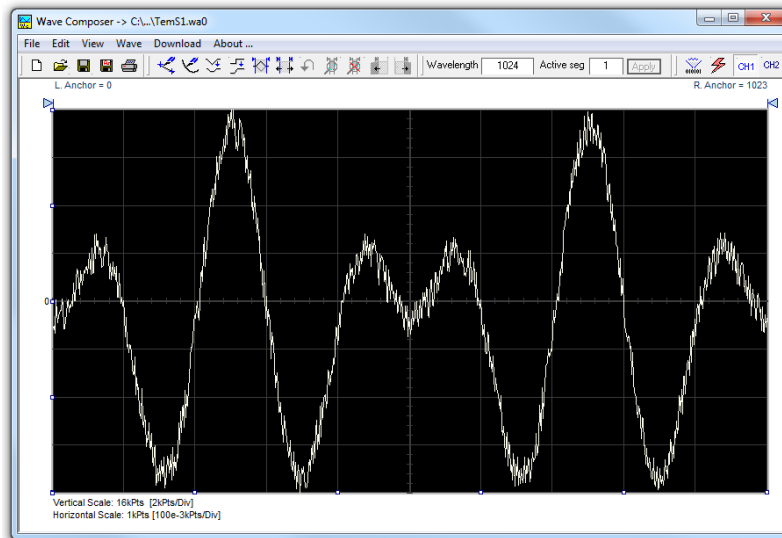 Wave Composer -> C:\...\TemS1.wa0
File Edit View Wave Download About ...
Wavelength 1024 Active seg 1 Apply CH1 CH2
L. Anchor = 0 R. Anchor = 1023
0
Vertical Scale: 16kPts [2kPts/Div]
Horizontal Scale: 1kPts [100e-3kPts/Div]